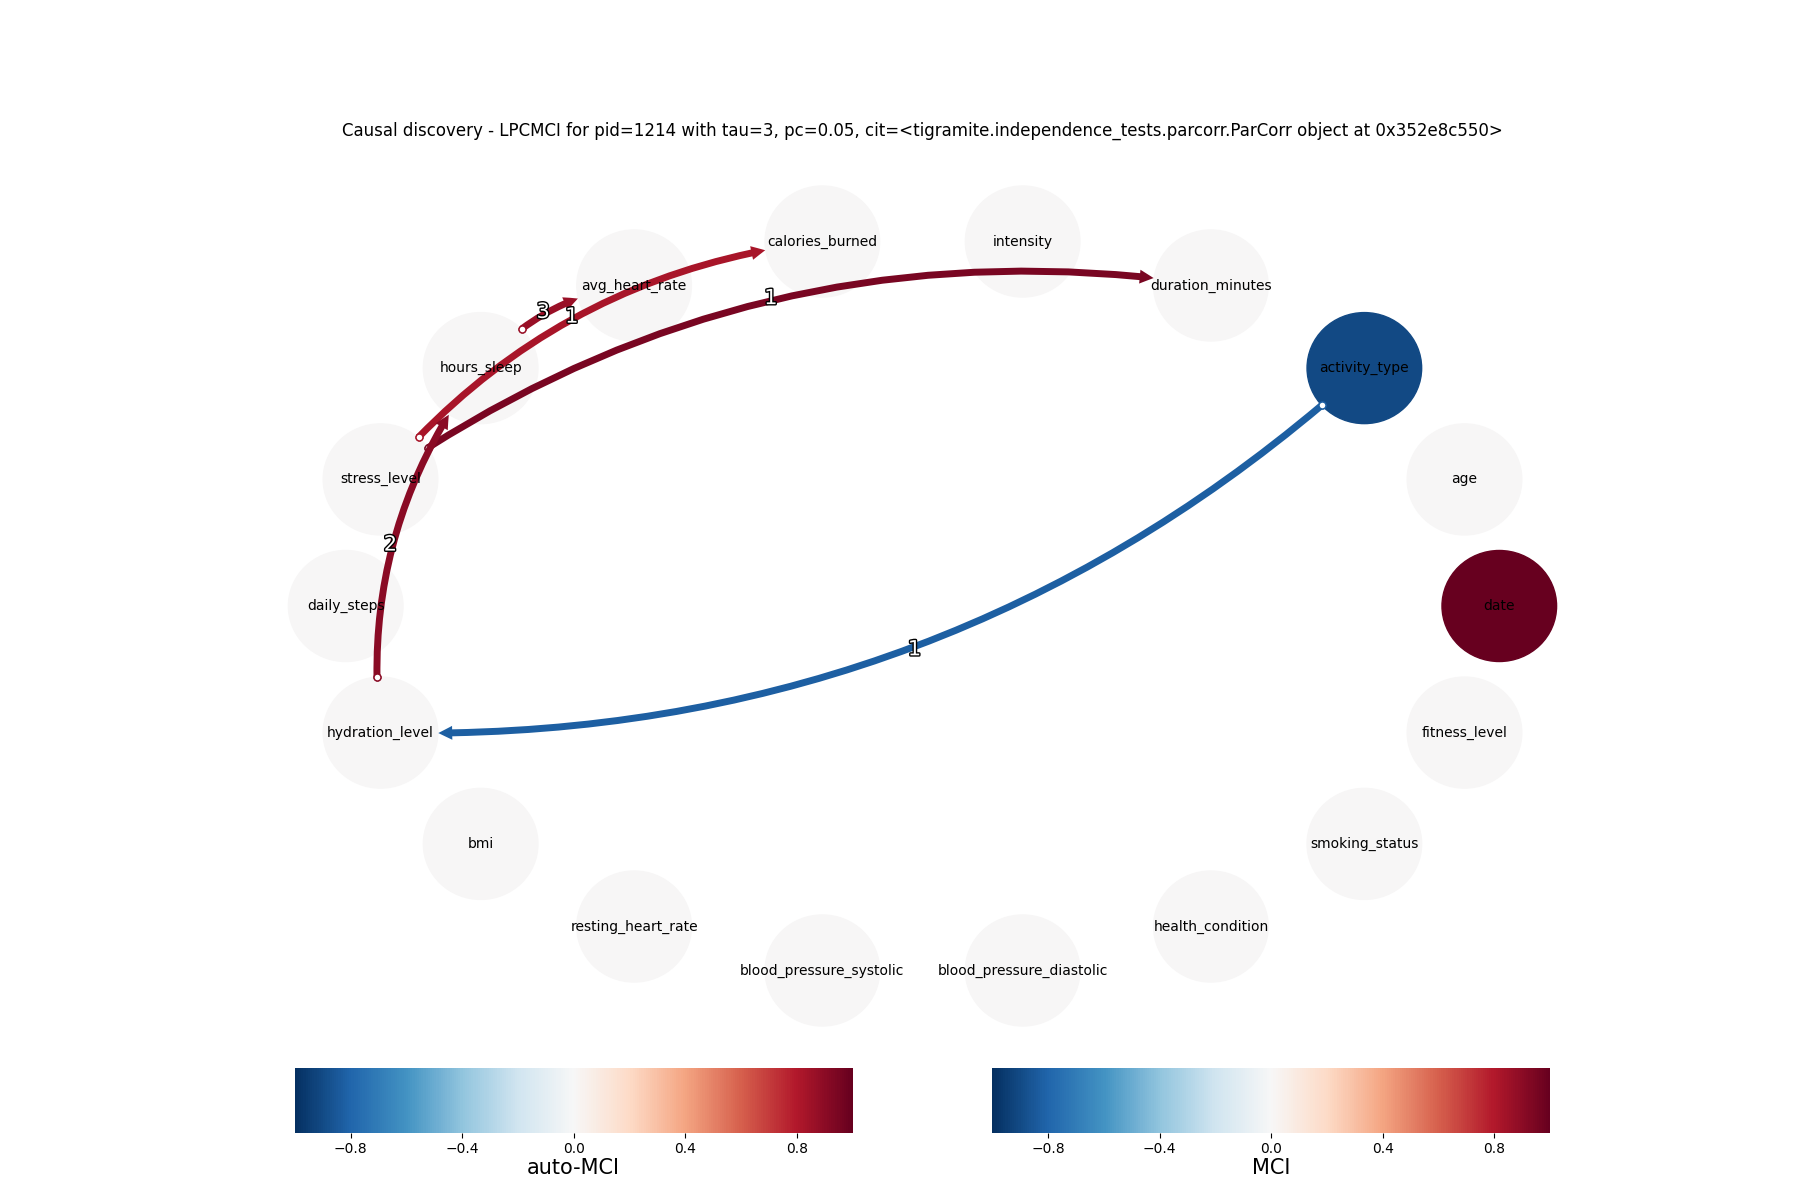 Causal discovery - LPCMCI for pid=1214 with tau=3, pc=0.05, cit=<tigramite.independence_tests.parcorr.ParCorr object at 0x352e8c550>
calories_burned
intensity
avg_heart_rate
duration_minutes
1
3
1
hours_sleep
activity_type
stress_level
age
2
daily_steps
date
1
hydration_level
fitness_level
bmi
smoking_status
resting_heart_rate
health_condition
blood_pressure_systolic
blood_pressure_diastolic
−0.8 −0.4 0.0 0.4 0.8
auto-MCI
−0.8 −0.4 0.0 0.4 0.8
MCI